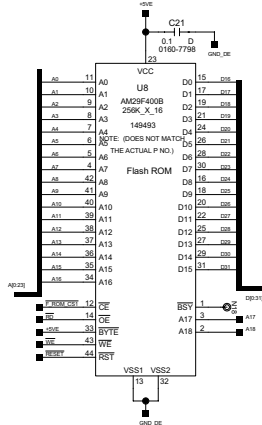 +5VE
C21
0.1 D
0160-7798
GND_DE
23
VCC
U8
AM29F400B
256K_X_16
149493
NOTE: (DOES NOT MATCH
THE ACTUAL P NO.)
Flash ROM
A0 11 A0 D0 15 D16
A1 10 A1 D1 17 D17
A2 9 A2 D2 19 D18
A3 8 A3 D3 21 D19
A4 7 A4 D4 24 D20
A5 6 A5 D5 26 D21
A6 5 A6 D6 28 D22
A7 4 A7 D7 30 D23
A8 42 A8 D8 16 D24
A9 41 A9 D9 18 D25
A10 40 A10 D10 20 D26
A11 39 A11 D11 22 D27
A12 38 A12 D12 25 D28
A13 37 A13 D13 27 D29
A14 36 A14 D14 29 D30
A15 35 A15 D15 31 D31
A16 34 A16
A[0:23]
D[0:31]
F_ROM_CS1 12 CE BSY 1
RD 14 OE A17 3 A17
+5VE 33 BYTE A18 2 A18
WE 43 WE
RESET 44 RST
VSS1 VSS2
13 32
GND_DE